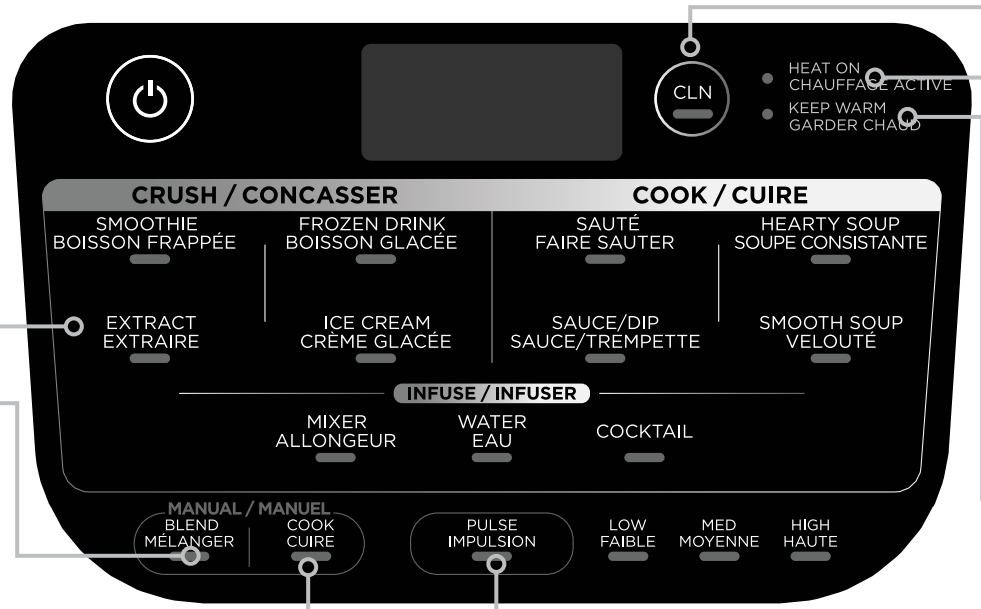 CLN
HEAT ON
CHAUFFAGE ACTIVE
KEEP WARM
GARDER CHAUD
CRUSH / CONCASSER
COOK / CUIRE
SMOOTHIE
BOISSON FRAPPÉE
FROZEN DRINK
BOISSON GLACÉE
SAUTÉ
FAIRE SAUTER
HEARTY SOUP
SOUPE CONSISTANTE
EXTRACT
EXTRAIRE
ICE CREAM
CRÈME GLACÉE
SAUCE/DIP
SAUCE/TREMPETTE
SMOOTH SOUP
VELOUTÉ
INFUSE / INFUSER
MIXER
ALLONGEUR
WATER
EAU
COCKTAIL
MANUAL / MANUEL
BLEND
MÉLANGER
COOK
CUIRE
PULSE
IMPULSION
LOW
FAIBLE
MED
MOYENNE
HIGH
HAUTE